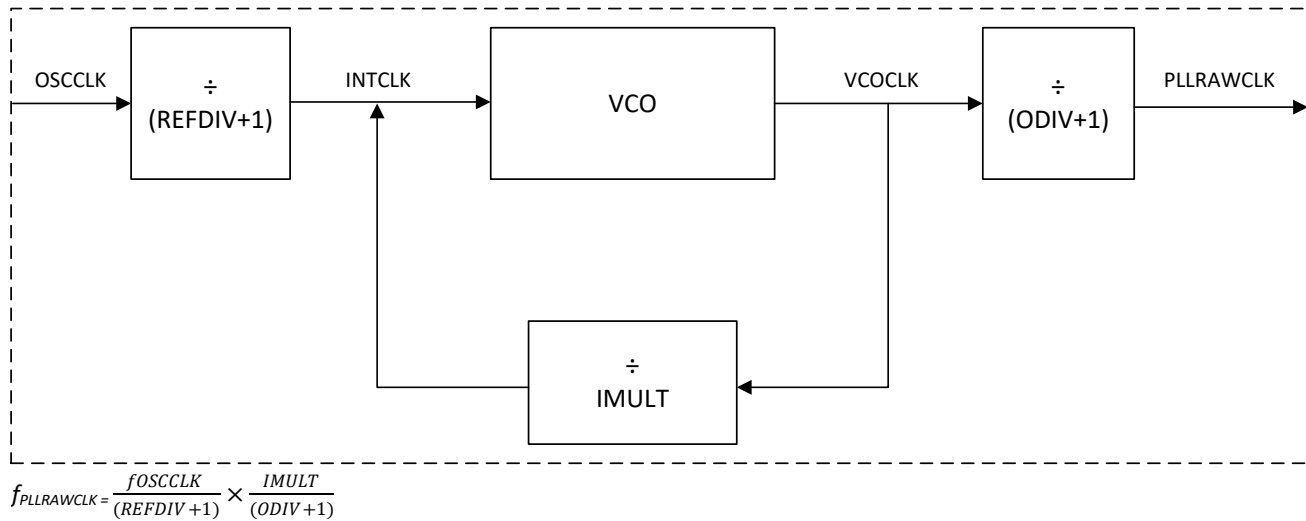 OSCCLK
÷
(REFDIV+1)
INTCLK
VCO
VCOCLK
÷
(ODIV+1)
PLLRAWCLK
÷
IMULT
fPLLRAWCLK = fOSCCLK/(REFDIV+1) × IMULT/(ODIV+1)